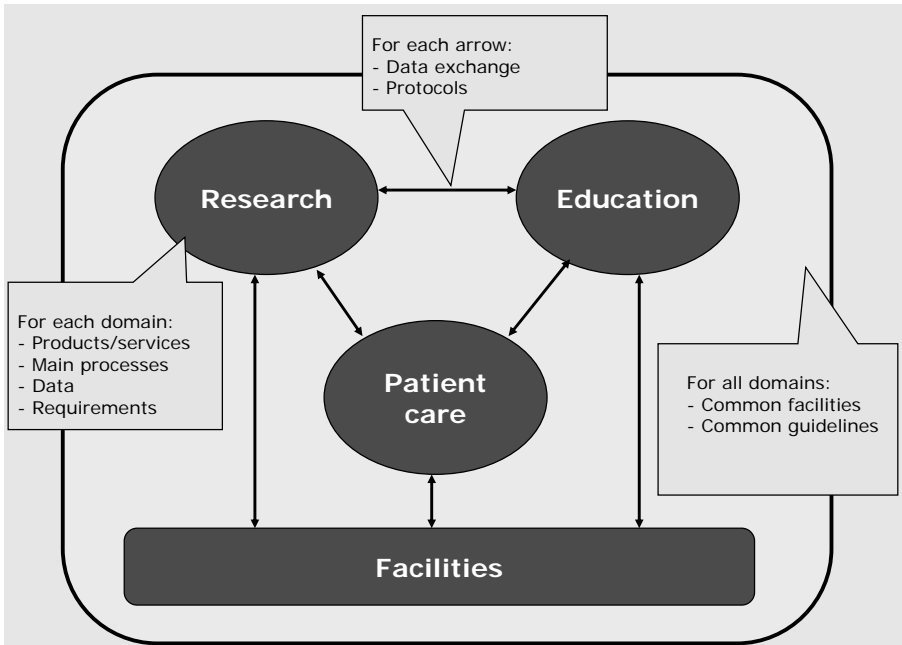 For each arrow:
- Data exchange
- Protocols
Research
Education
For each domain:
- Products/services
- Main processes
- Data
- Requirements
Patient
care
For all domains:
- Common facilities
- Common guidelines
Facilities